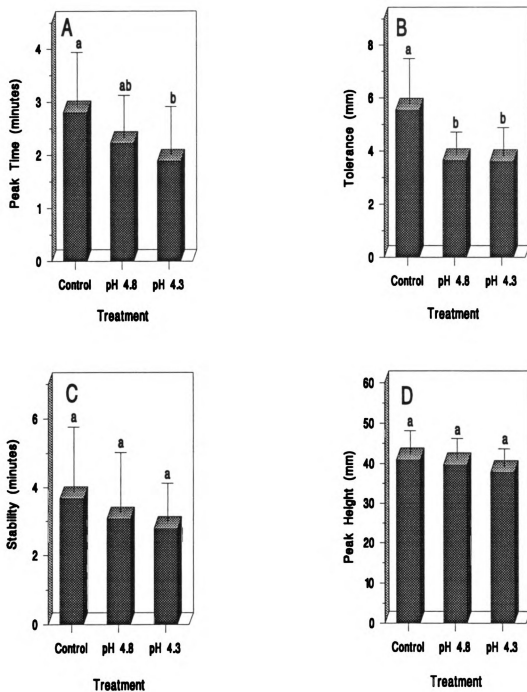 A
a
ab
b
Peak Time (minutes)
4
3
2
1
0
Control pH 4.8 pH 4.3
Treatment
B
a
b
b
Tolerance (mm)
8
6
4
2
0
Control pH 4.8 pH 4.3
Treatment
C
a
a
a
Stability (minutes)
6
4
2
0
Control pH 4.8 pH 4.3
Treatment
D
a
a
a
Peak Height (mm)
60
50
40
30
20
10
0
Control pH 4.8 pH 4.3
Treatment